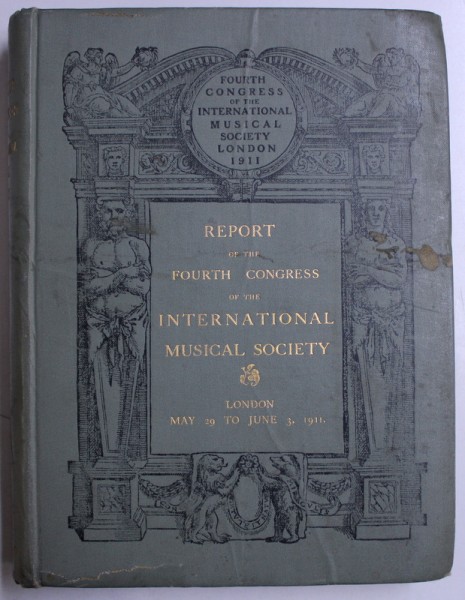 FOURTH
CONGRESS
OF THE
INTERNATIONAL
MUSICAL
SOCIETY
LONDON
1911
REPORT
OF THE
FOURTH CONGRESS
OF THE
INTERNATIONAL
MUSICAL SOCIETY
LONDON
MAY 29 TO JUNE 3, 1911.